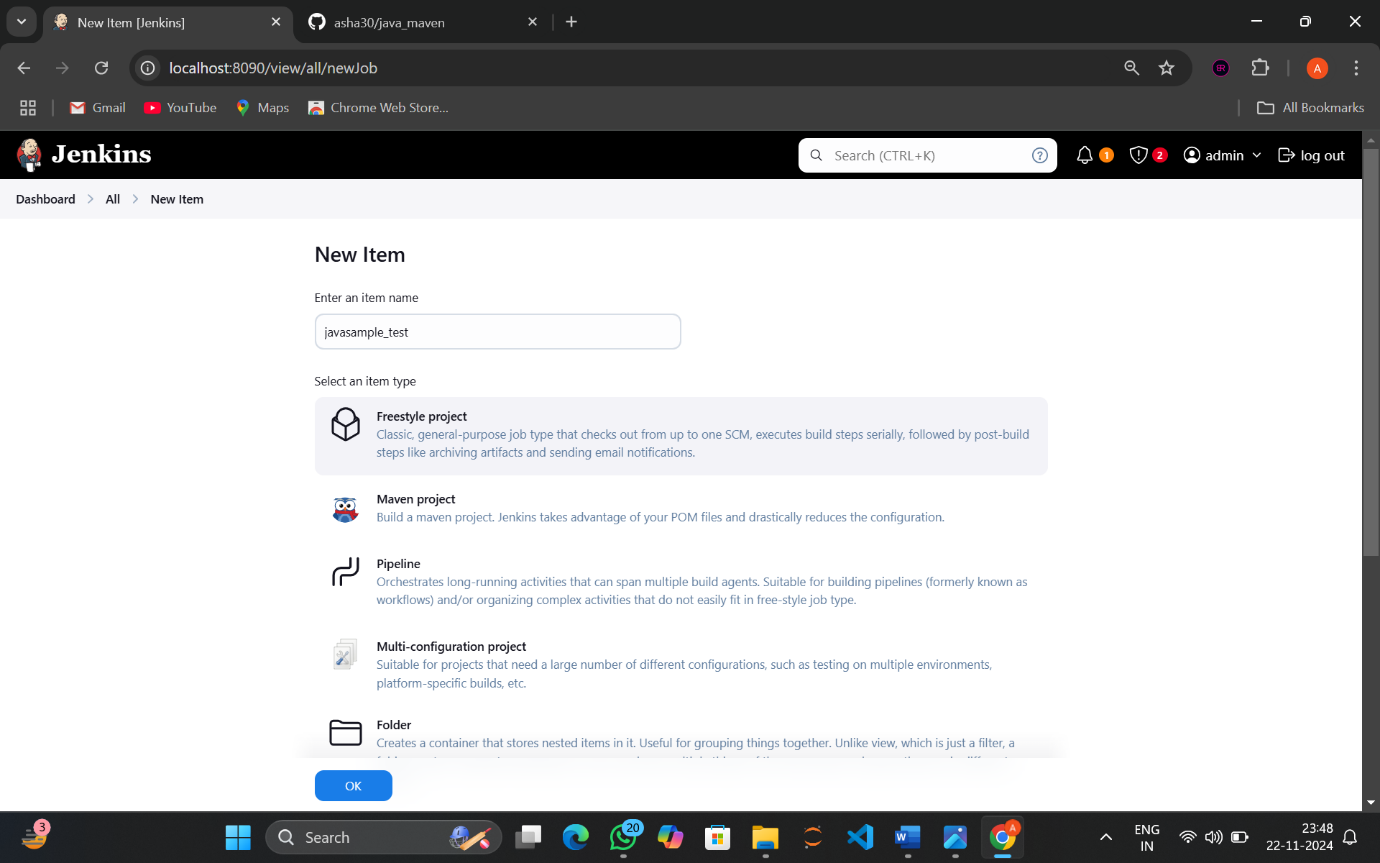 New Item [Jenkins]
asha30/java_maven
localhost:8090/view/all/newJob
BR
A
Gmail
YouTube
Maps
Chrome Web Store...
All Bookmarks
Jenkins
Search (CTRL+K)
?
1
2
admin
log out
Dashboard
All
New Item
New Item
Enter an item name
javasample_test
Select an item type
Freestyle project
Classic, general-purpose job type that checks out from up to one SCM, executes build steps serially, followed by post-build
steps like archiving artifacts and sending email notifications.
Maven project
Build a maven project. Jenkins takes advantage of your POM files and drastically reduces the configuration.
Pipeline
Orchestrates long-running activities that can span multiple build agents. Suitable for building pipelines (formerly known as
workflows) and/or organizing complex activities that do not easily fit in free-style job type.
Multi-configuration project
Suitable for projects that need a large number of different configurations, such as testing on multiple environments,
platform-specific builds, etc.
Folder
Creates a container that stores nested items in it. Useful for grouping things together. Unlike view, which is just a filter, a
OK
3
Search
20
W
A
ENG
IN
23:48
22-11-2024